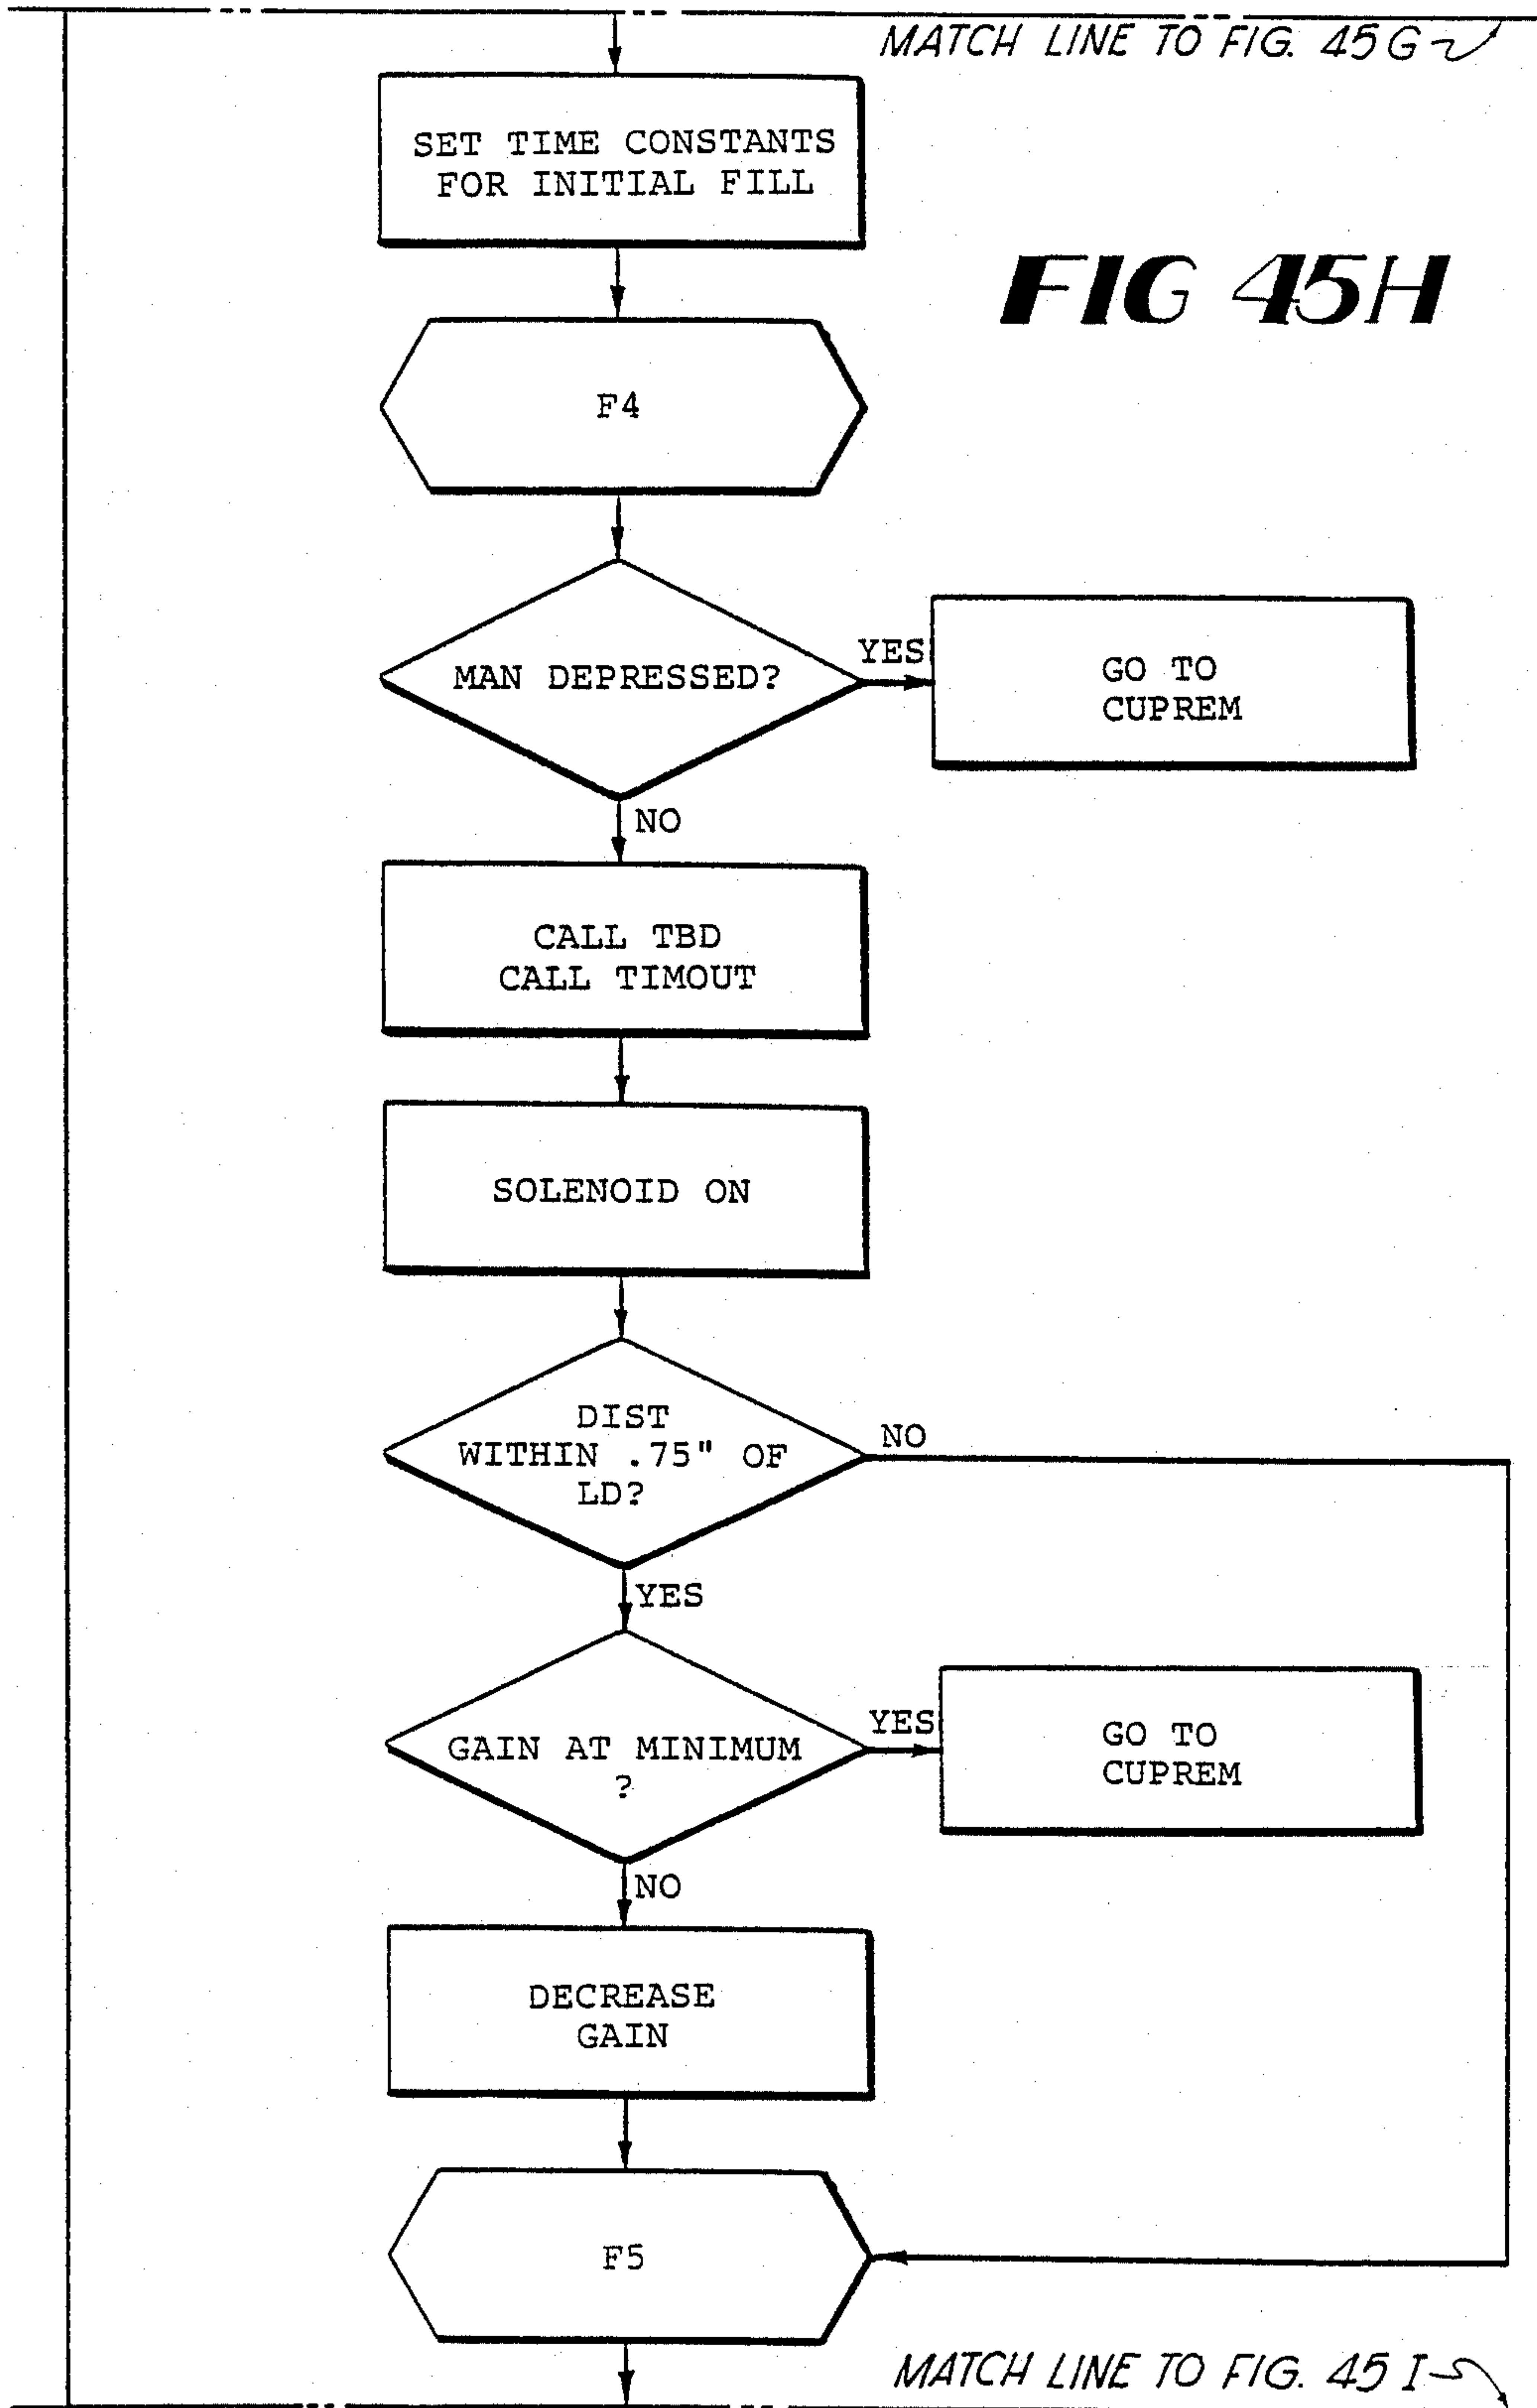 MATCH LINE TO FIG. 45G
SET TIME CONSTANTS
FOR INITIAL FILL
FIG 45H
F4
MAN DEPRESSED?
YES
GO TO
CUPREM
NO
CALL TBD
CALL TIMOUT
SOLENOID ON
DIST
WITHIN .75" OF
LD?
NO
YES
GAIN AT MINIMUM
?
YES
GO TO
CUPREM
NO
DECREASE
GAIN
F5
MATCH LINE TO FIG. 45 I